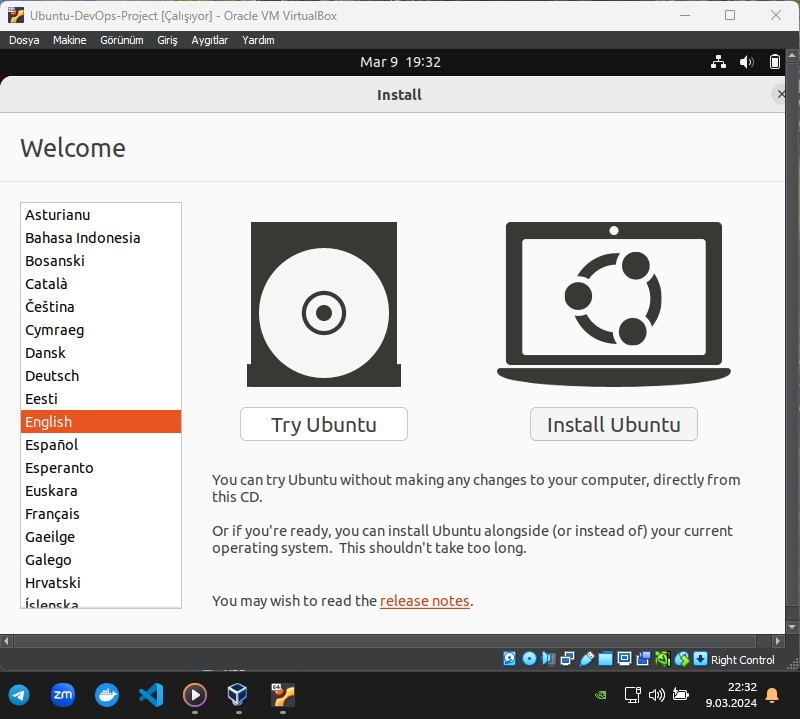 Ubuntu-DevOps-Project [Çalışıyor] - Oracle VM VirtualBox
Dosya Makine Görünüm Giriş Aygıtlar Yardım
Mar 9 19:32
Install
Welcome
Asturianu
Bahasa Indonesia
Bosanski
Català
Čeština
Cymraeg
Dansk
Deutsch
Eesti
English
Español
Esperanto
Euskara
Français
Gaeilge
Galego
Hrvatski
Íslenska
Try Ubuntu
Install Ubuntu
You can try Ubuntu without making any changes to your computer, directly from
this CD.
Or if you're ready, you can install Ubuntu alongside (or instead of) your current
operating system. This shouldn't take too long.
You may wish to read the release notes.
Right Control
zm
64
22:32
9.03.2024